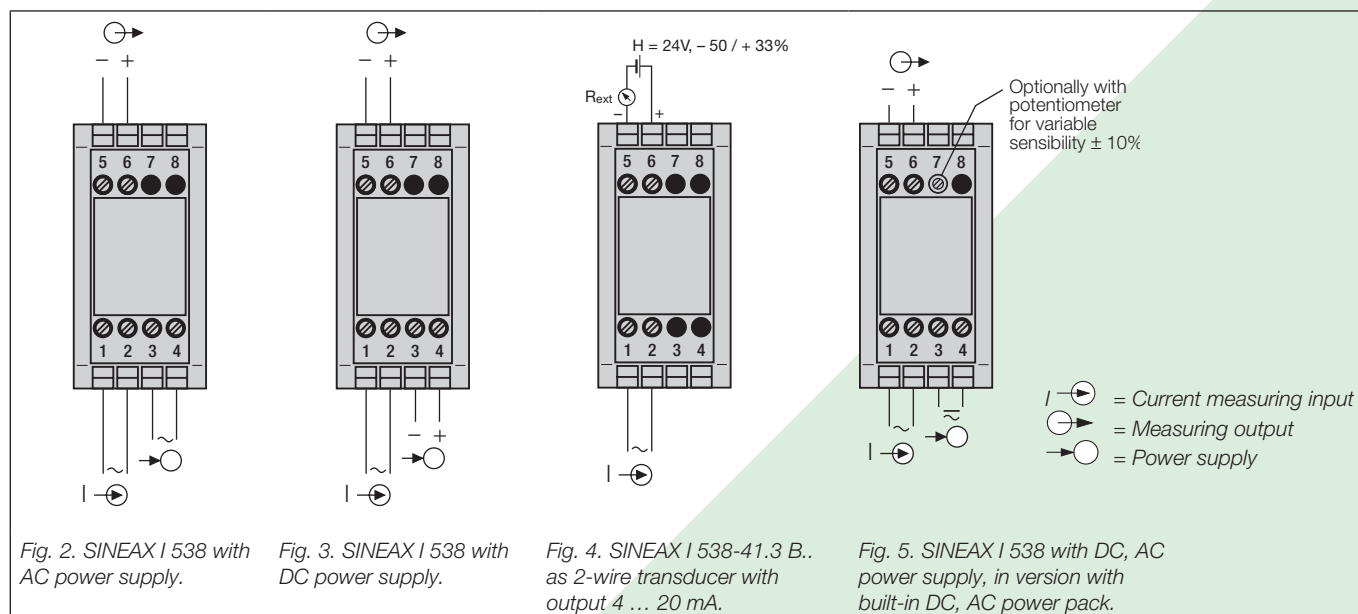 − +
5 6 7 8
1 2 3 4
~ ~
I
Fig. 2. SINEAX I 538 with
AC power supply.
− +
5 6 7 8
1 2 3 4
− +
~
I
Fig. 3. SINEAX I 538 with
DC power supply.
H = 24V, – 50 / + 33%
Rext
− +
5 6 7 8
1 2 3 4
~
I
Fig. 4. SINEAX I 538-41.3 B..
as 2-wire transducer with
output 4 … 20 mA.
− +
Optionally with
potentiometer
for variable
sensibility ± 10%
5 6 7 8
1 2 3 4
~ ≂
I
Fig. 5. SINEAX I 538 with DC, AC
power supply, in version with
built-in DC, AC power pack.
I = Current measuring input
= Measuring output
= Power supply